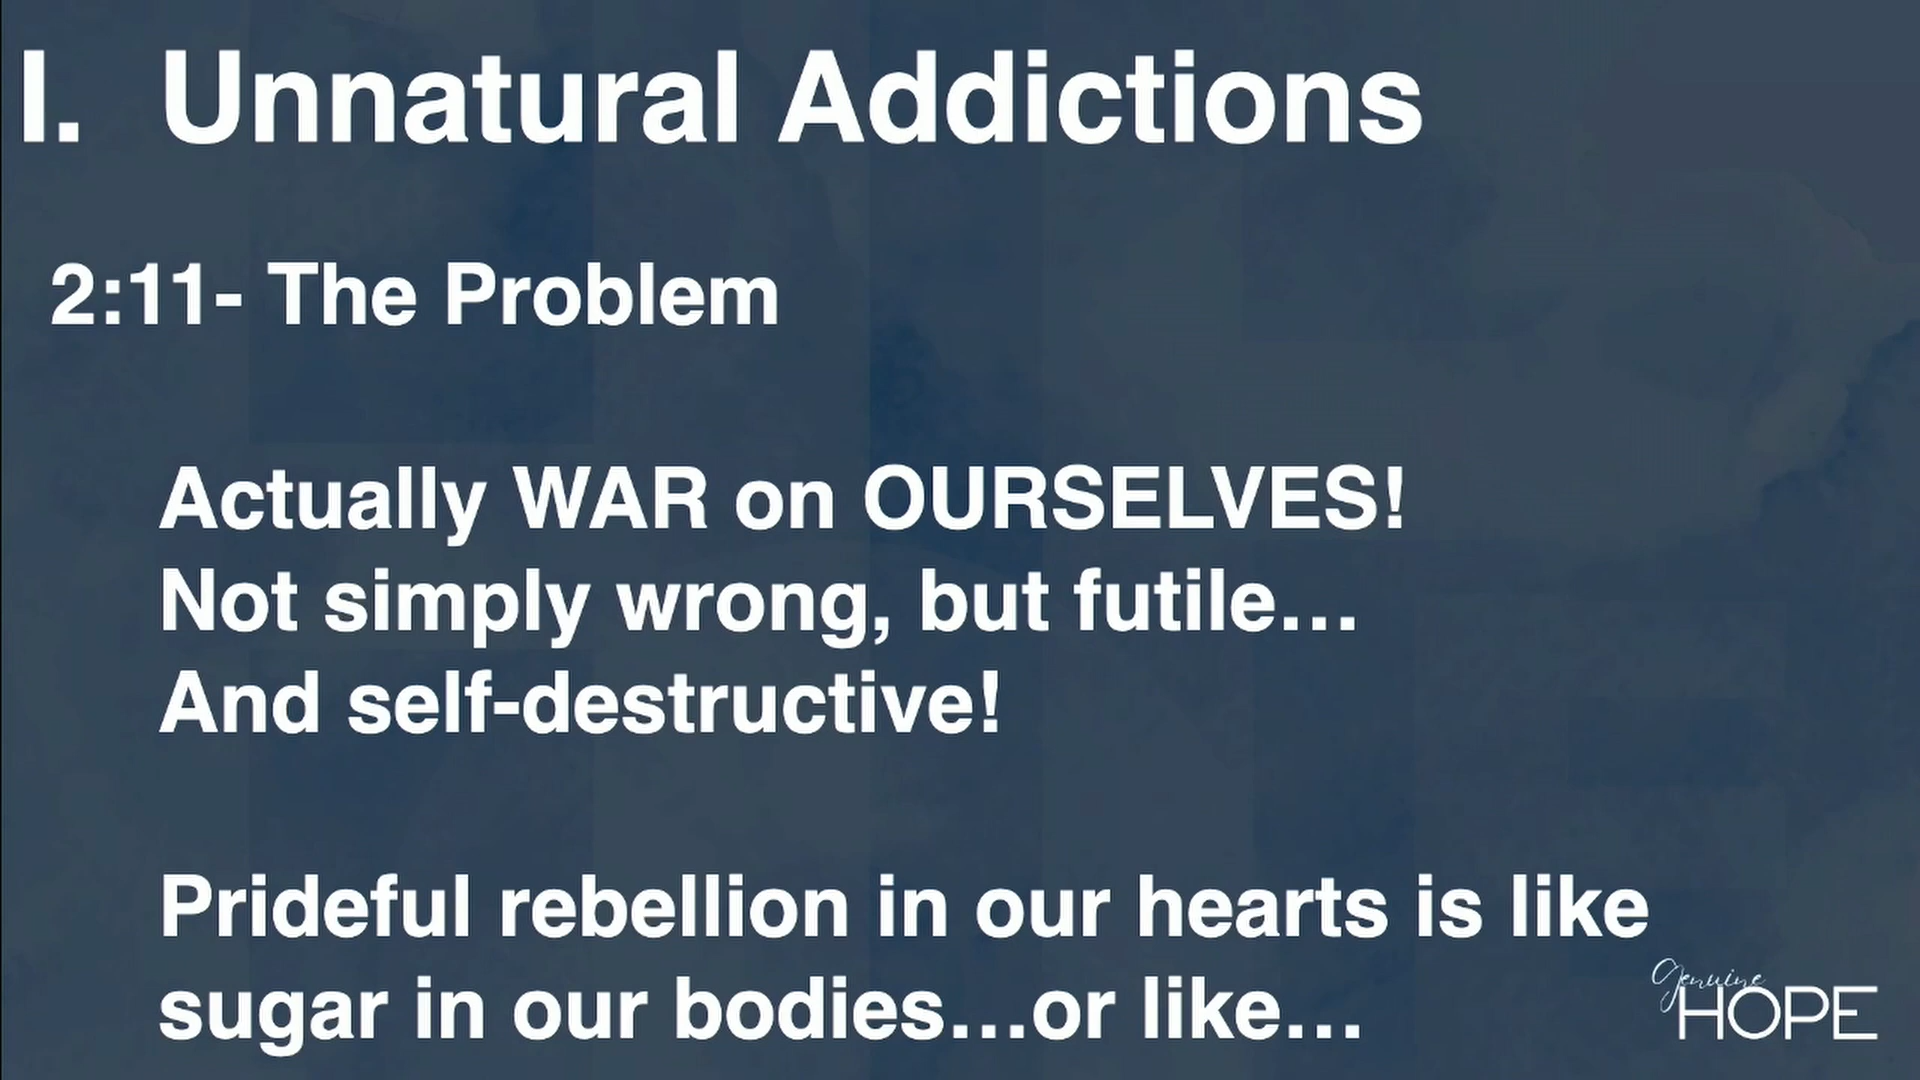 I. Unnatural Addictions
2:11- The Problem
Actually WAR on OURSELVES!
Not simply wrong, but futile...
And self-destructive!
Prideful rebellion in our hearts is like
sugar in our bodies...or like...
Genuine
HOPE